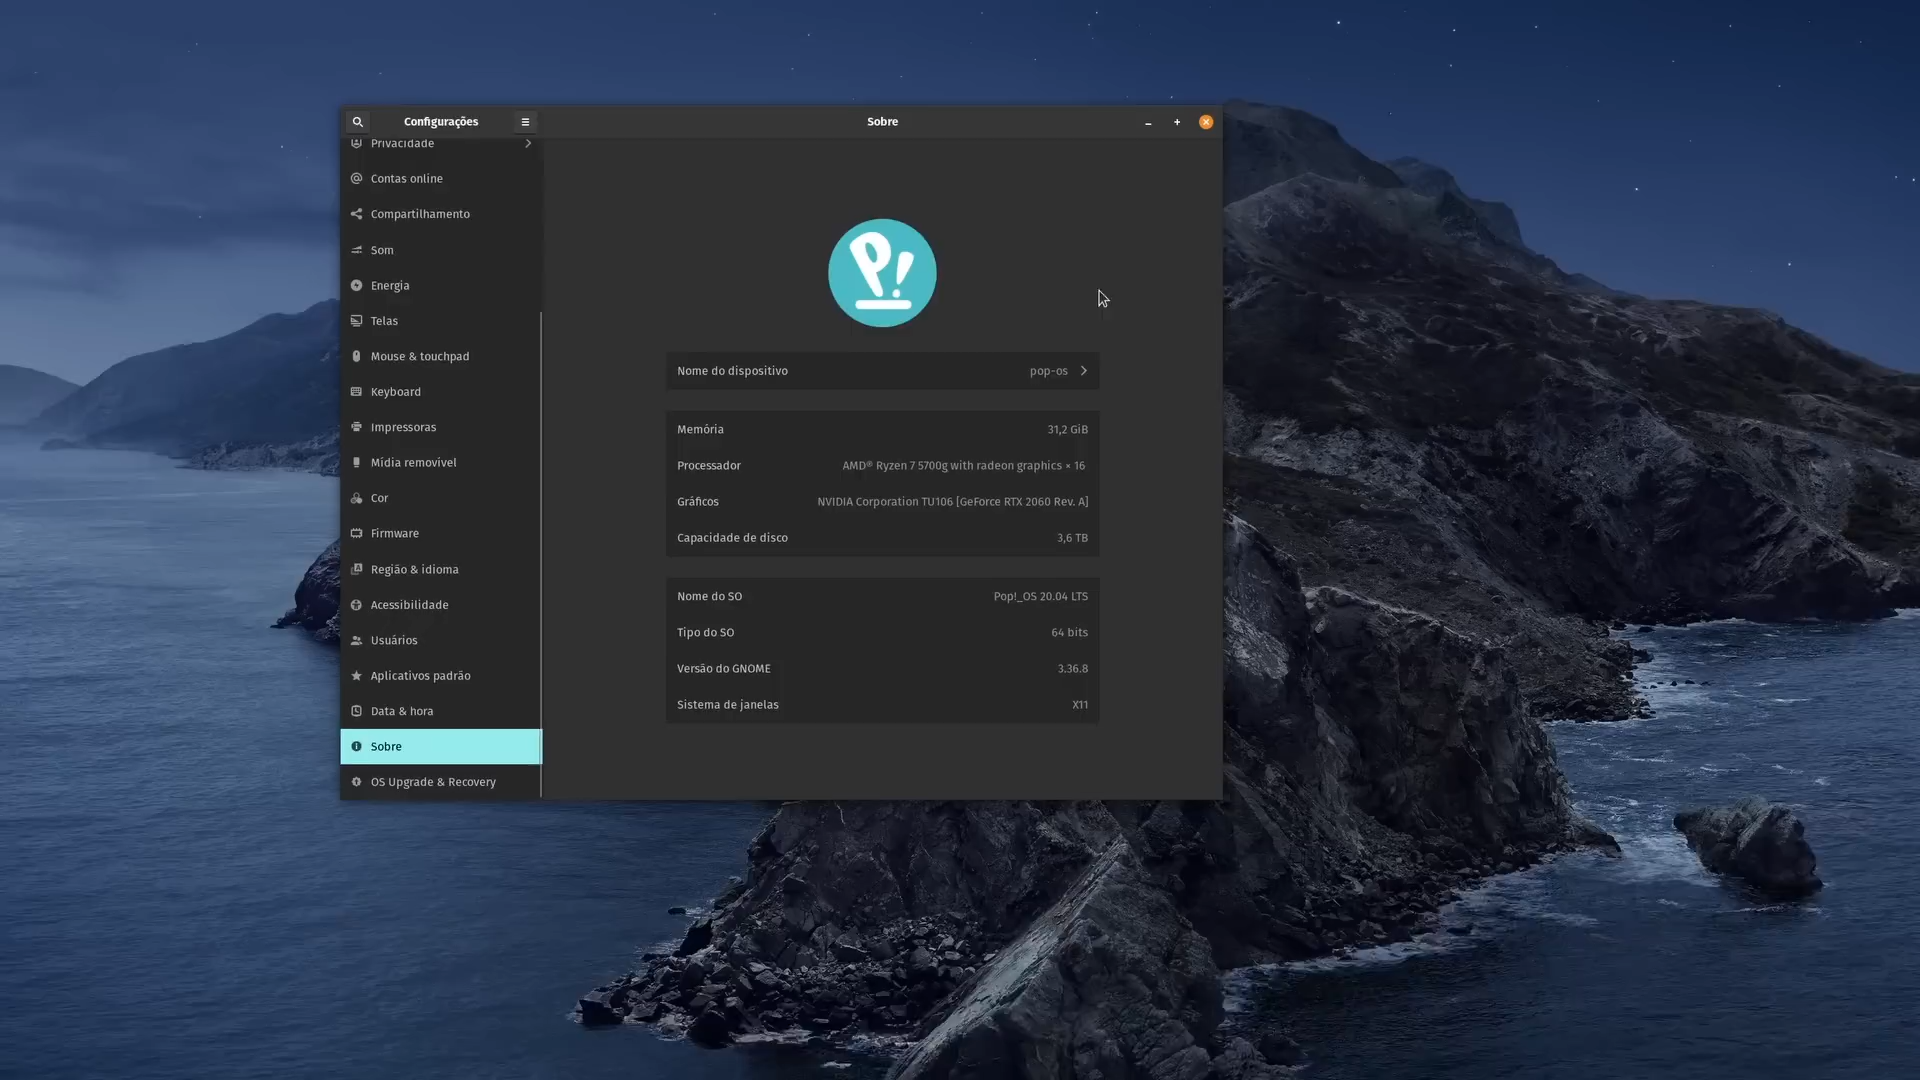 Configurações
Sobre
Privacidade
Contas online
Compartilhamento
Som
Energia
Telas
Mouse & touchpad
Keyboard
Impressoras
Mídia removível
Cor
Firmware
Região & idioma
Acessibilidade
Usuários
Aplicativos padrão
Data & hora
Sobre
OS Upgrade & Recovery
P!
Nome do dispositivo pop-os
Memória 31,2 GiB
Processador AMD® Ryzen 7 5700g with radeon graphics × 16
Gráficos NVIDIA Corporation TU106 [GeForce RTX 2060 Rev. A]
Capacidade de disco 3,6 TB
Nome do SO Pop!_OS 20.04 LTS
Tipo do SO 64 bits
Versão do GNOME 3.36.8
Sistema de janelas X11